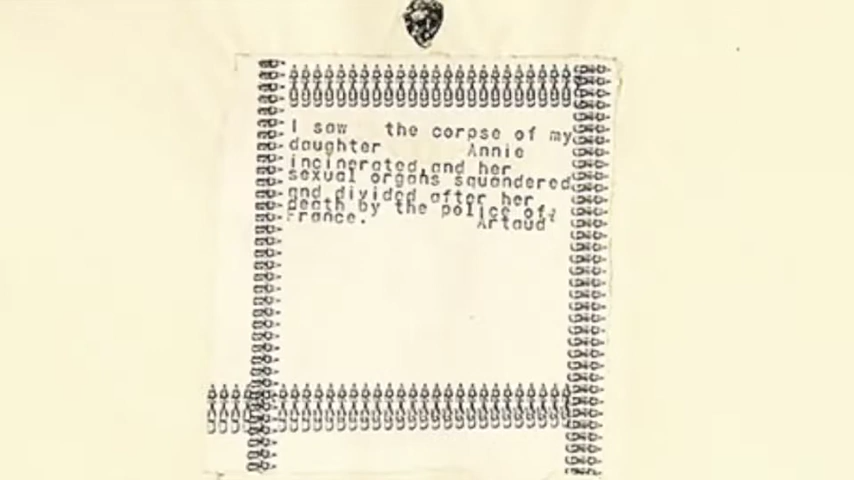 I saw the corpse of my
daughter Annie
incinerated,and her
sexual organs squandered
and divided after her
death by the police of
France. Artaud